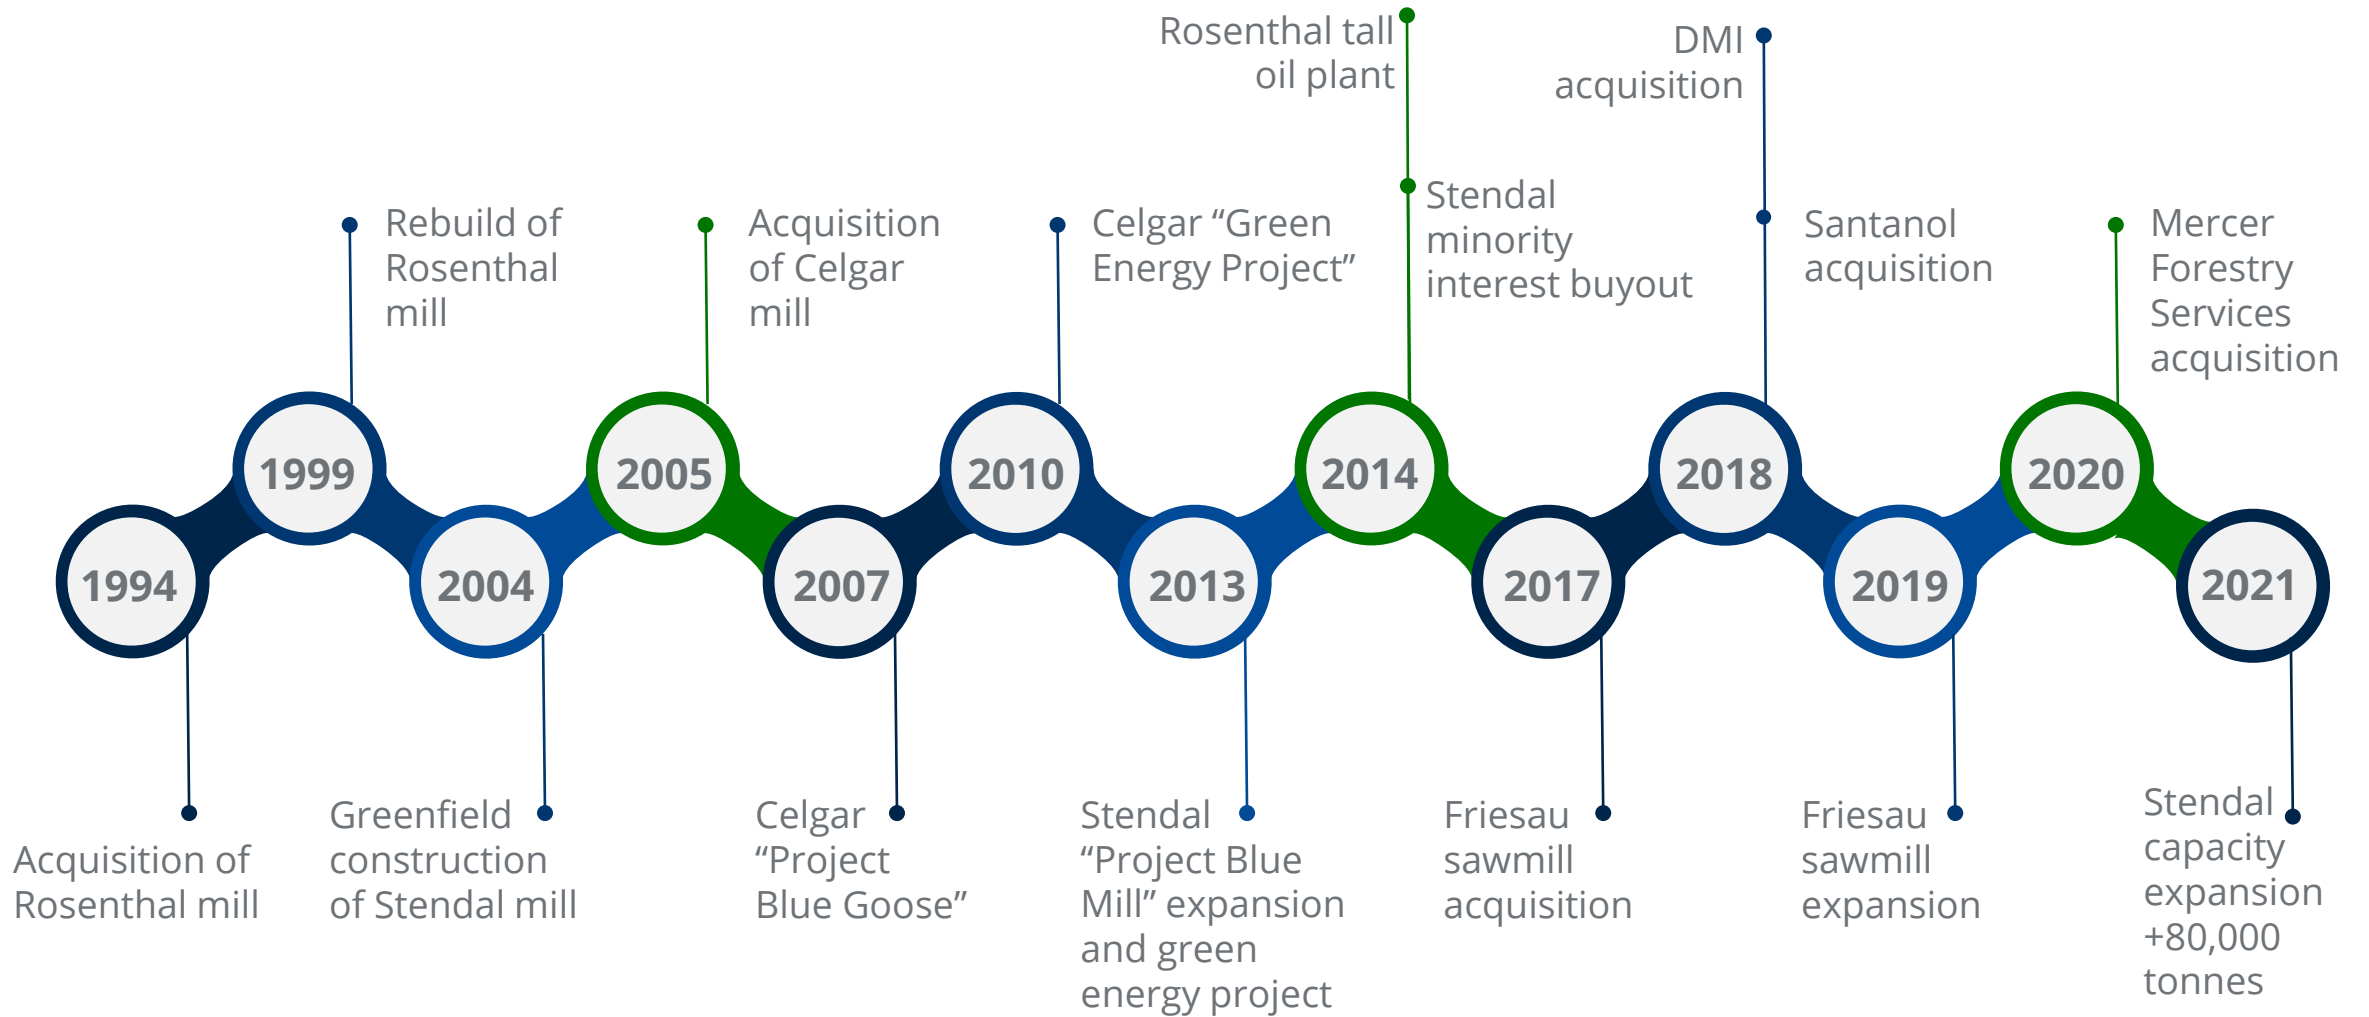 Rosenthal tall
oil plant
DMI
acquisition
Stendal
minority
interest buyout
Rebuild of
Rosenthal
mill
Acquisition
of Celgar
mill
Celgar “Green
Energy Project”
Santanol
acquisition
Mercer
Forestry
Services
acquisition
1999
2005
2010
2014
2018
2020
1994
2004
2007
2013
2017
2019
2021
Acquisition of
Rosenthal mill
Greenfield
construction
of Stendal mill
Celgar
“Project
Blue Goose”
Stendal
“Project Blue
Mill” expansion
and green
energy project
Friesau
sawmill
acquisition
Friesau
sawmill
expansion
Stendal
capacity
expansion
+80,000
tonnes